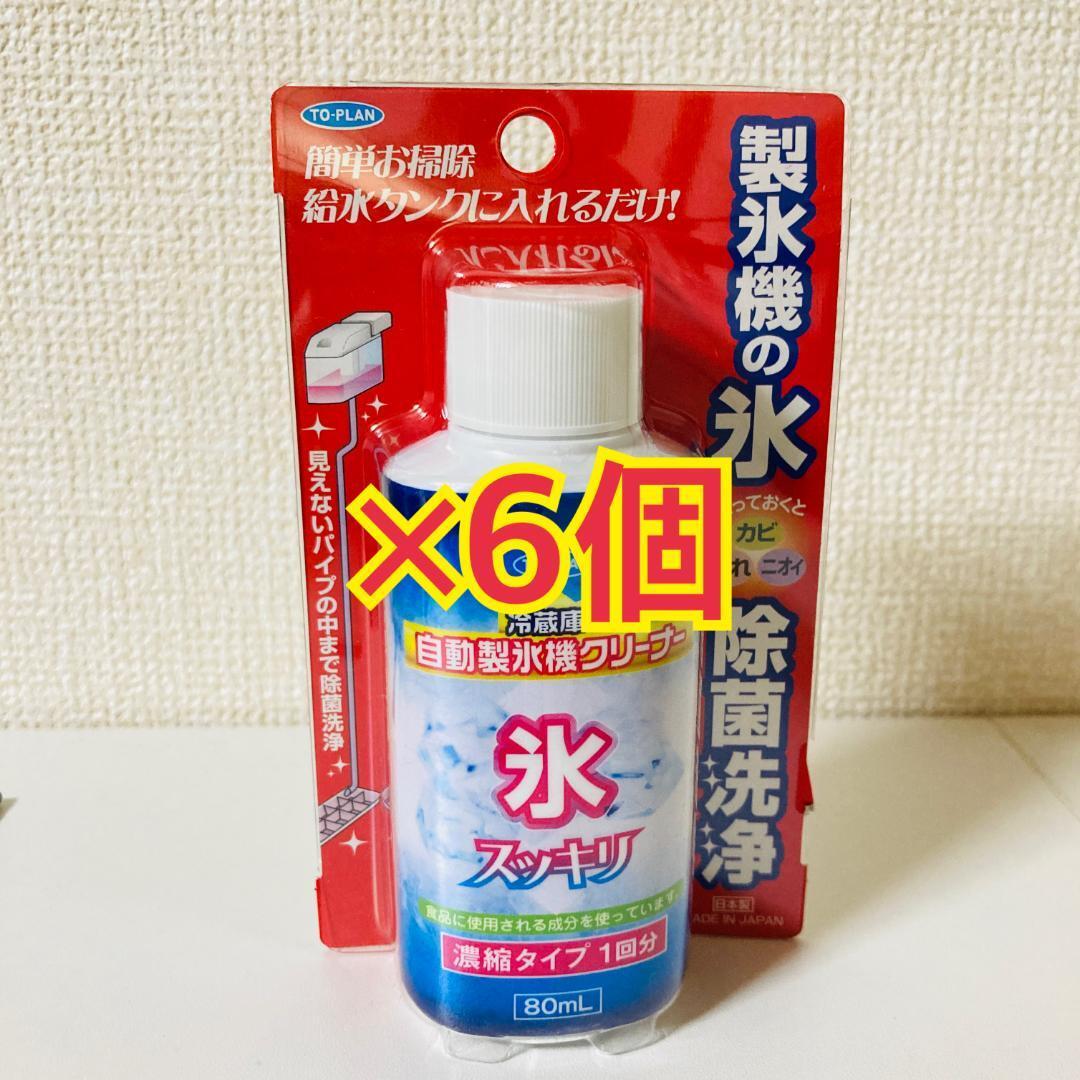 TO-PLAN
簡単お掃除
給水タンクに入れるだけ!
製氷機の氷
っておくと
カビ
れ ニオイ
除菌洗浄
日本製
MADE IN JAPAN
見えないパイプの中まで除菌洗浄
×6個
冷蔵庫
自動製氷機クリーナー
氷
スッキリ
食品に使用される成分を使っています。
濃縮タイプ 1回分
80mL